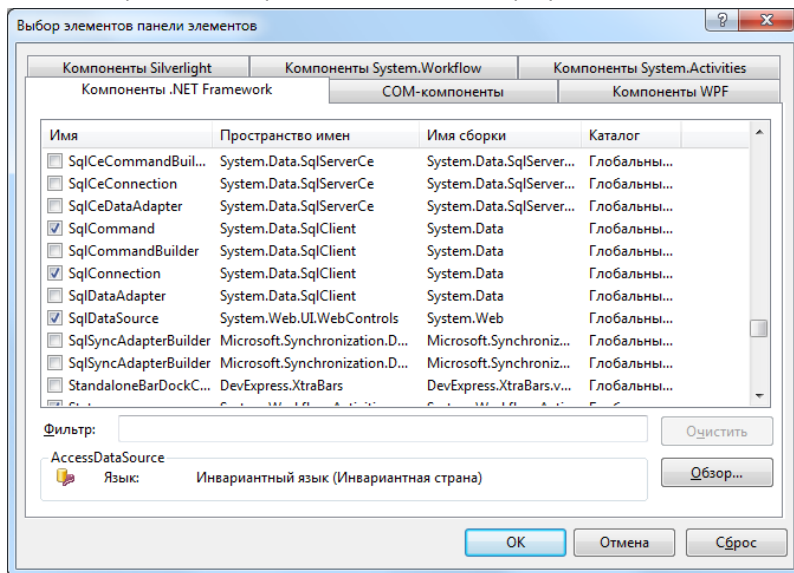 Выбор элементов панели элементов
Компоненты Silverlight Компоненты System.Workflow Компоненты System.Activities
Компоненты .NET Framework COM-компоненты Компоненты WPF
Имя Пространство имен Имя сборки Каталог
SqlCeCommandBuil... System.Data.SqlServerCe System.Data.SqlServer... Глобальны...
SqlCeConnection System.Data.SqlServerCe System.Data.SqlServer... Глобальны...
SqlCeDataAdapter System.Data.SqlServerCe System.Data.SqlServer... Глобальны...
SqlCommand System.Data.SqlClient System.Data Глобальны...
SqlCommandBuilder System.Data.SqlClient System.Data Глобальны...
SqlConnection System.Data.SqlClient System.Data Глобальны...
SqlDataAdapter System.Data.SqlClient System.Data Глобальны...
SqlDataSource System.Web.UI.WebControls System.Web Глобальны...
SqlSyncAdapterBuilder Microsoft.Synchronization.D... Microsoft.Synchroniz... Глобальны...
SqlSyncAdapterBuilder Microsoft.Synchronization.D... Microsoft.Synchroniz... Глобальны...
StandaloneBarDockC... DevExpress.XtraBars DevExpress.XtraBars.v... Глобальны...
Фильтр: Очистить
AccessDataSource
Язык: Инвариантный язык (Инвариантная страна) Обзор...
OK Отмена Сброс